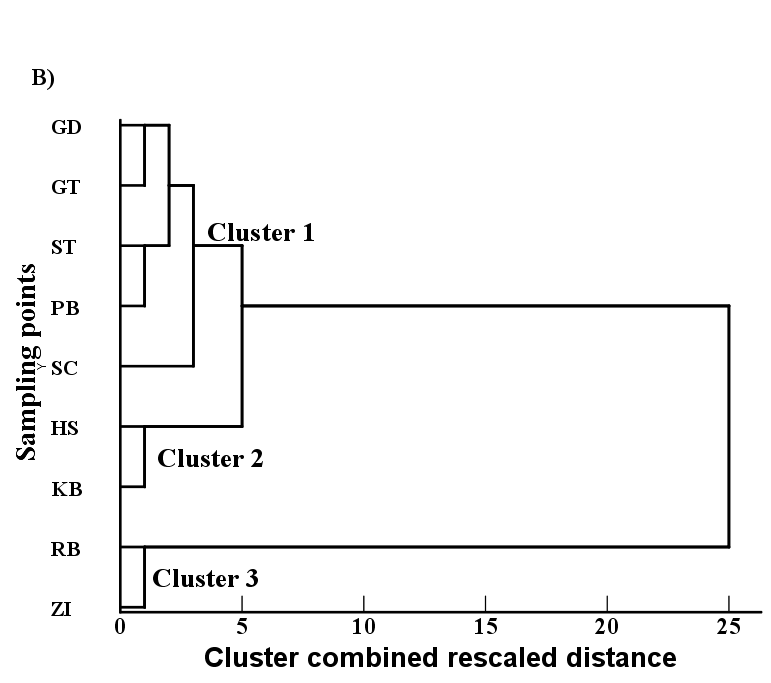 B)
GD
GT
ST
PB
SC
HS
KB
RB
ZI
Sampling points
Cluster 1
Cluster 2
Cluster 3
0 5 10 15 20 25
Cluster combined rescaled distance